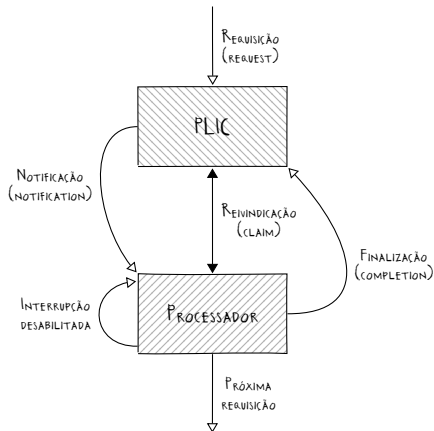 Requisição
(request)
PLIC
Notificação
(notification)
Reivindicação
(claim)
Finalização
(completion)
Interrupção
desabilitada
Processador
Próxima
requisição